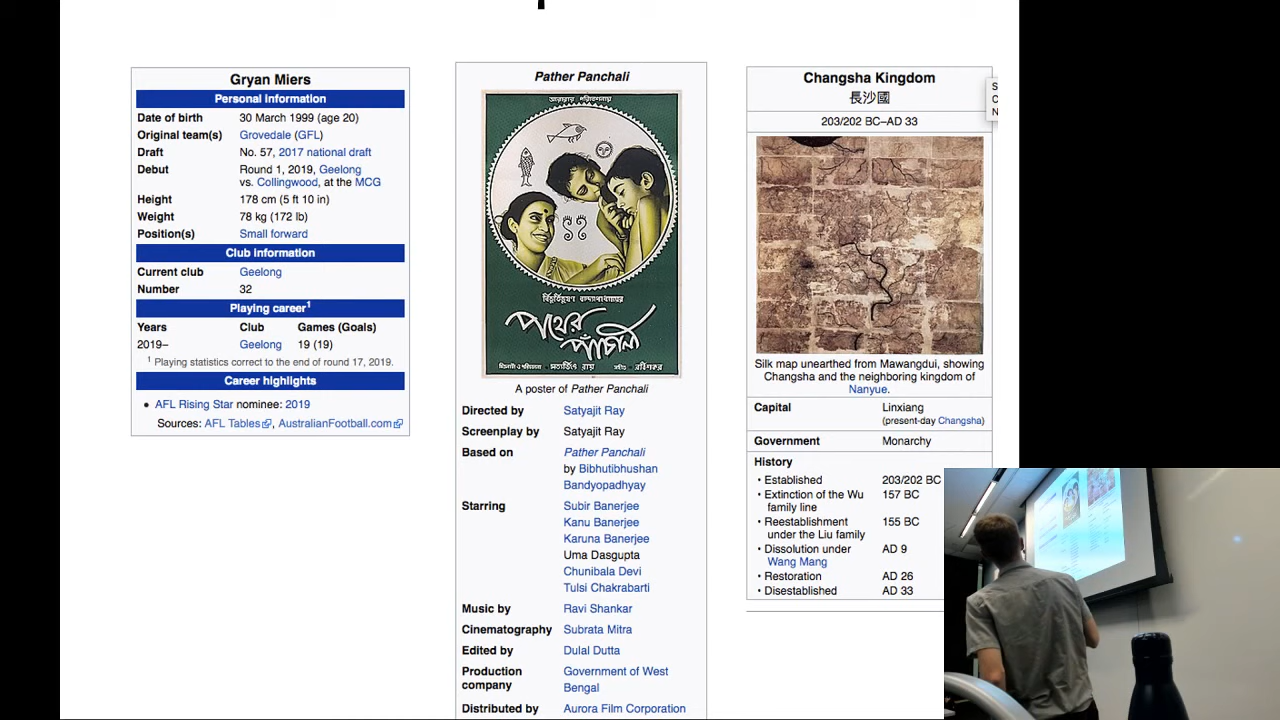 Gryan Miers
Personal information
Date of birth 30 March 1999 (age 20)
Original team(s) Grovedale (GFL)
Draft No. 57, 2017 national draft
Debut Round 1, 2019, Geelong
vs. Collingwood, at the MCG
Height 178 cm (5 ft 10 in)
Weight 78 kg (172 lb)
Position(s) Small forward
Club information
Current club Geelong
Number 32
Playing career1
Years Club Games (Goals)
2019– Geelong 19 (19)
1 Playing statistics correct to the end of round 17, 2019.
Career highlights
• AFL Rising Star nominee: 2019
Sources: AFL Tables, AustralianFootball.com
Pather Panchali
পথের
পাঁচালী
A poster of Pather Panchali
Directed by Satyajit Ray
Screenplay by Satyajit Ray
Based on Pather Panchali
by Bibhutibhushan
Bandyopadhyay
Starring Subir Banerjee
Kanu Banerjee
Karuna Banerjee
Uma Dasgupta
Chunibala Devi
Tulsi Chakrabarti
Music by Ravi Shankar
Cinematography Subrata Mitra
Edited by Dulal Dutta
Production Government of West
company Bengal
Distributed by Aurora Film Corporation
Changsha Kingdom
長沙國
203/202 BC–AD 33
Silk map unearthed from Mawangdui, showing
Changsha and the neighboring kingdom of
Nanyue.
Capital Linxiang
(present-day Changsha)
Government Monarchy
History
• Established 203/202 BC
• Extinction of the Wu 157 BC
family line
• Reestablishment 155 BC
under the Liu family
• Dissolution under AD 9
Wang Mang
• Restoration AD 26
• Disestablished AD 33
S
C
N